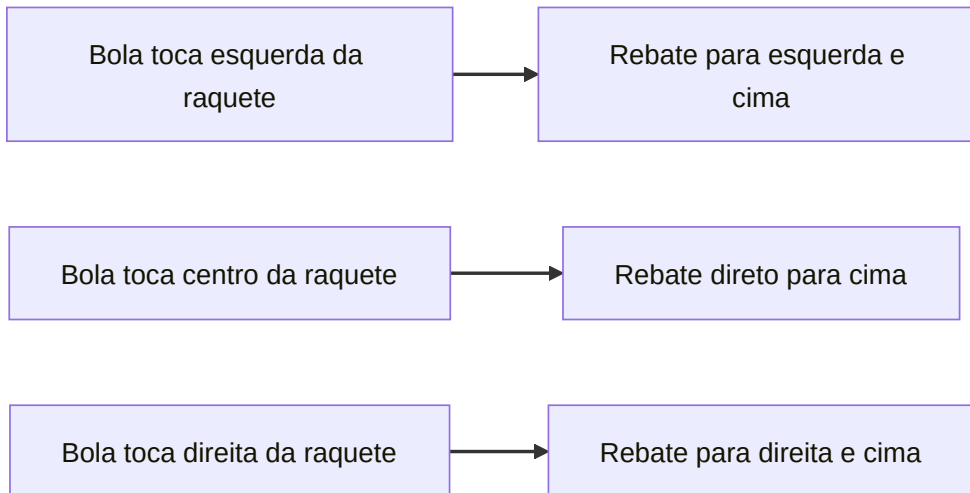 Bola toca esquerda da
raquete
Rebate para esquerda e
cima
Bola toca centro da raquete
Rebate direto para cima
Bola toca direita da raquete
Rebate para direita e cima